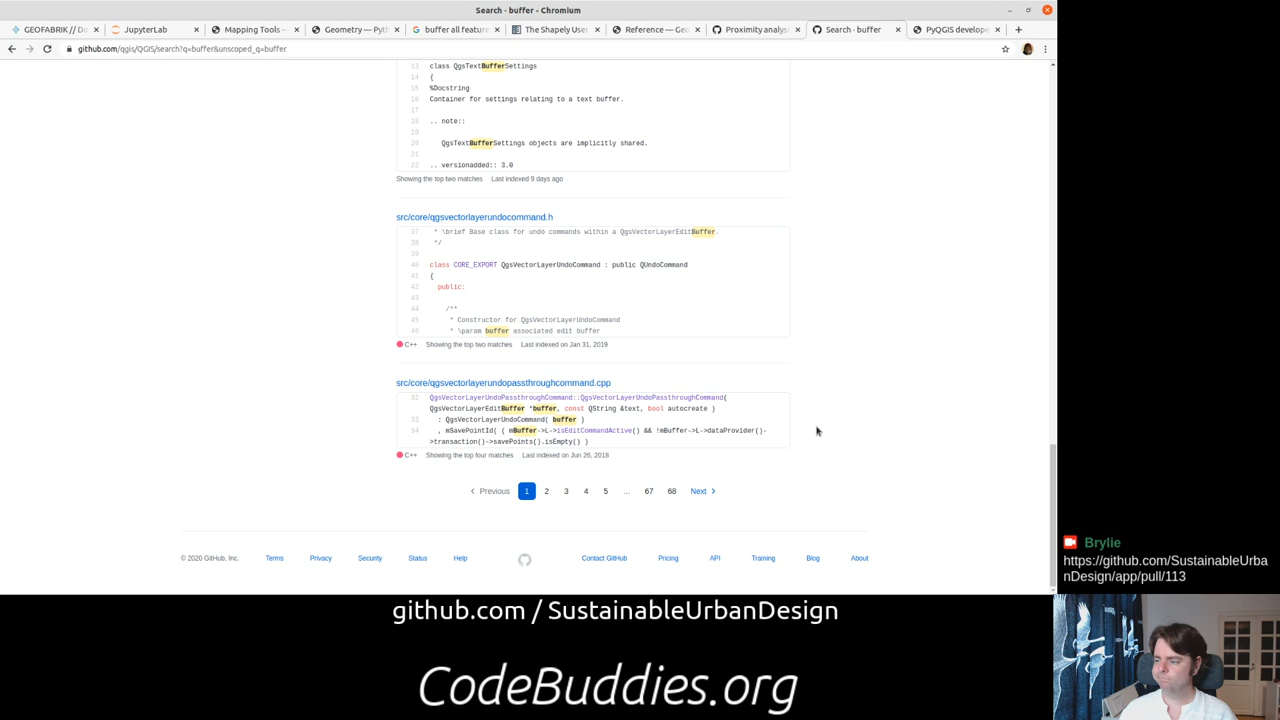 Search - buffer - Chromium
GEOFABRIK // Do
JupyterLab
Mapping Tools —
Geometry — Pyth
buffer all feature
The Shapely Use
Reference — Geo
Proximity analys
Search · buffer
PyQGIS develope
github.com/qgis/QGIS/search?q=buffer&unscoped_q=buffer
13 class QgsTextBufferSettings
14 {
15 %Docstring
16 Container for settings relating to a text buffer.
17
18 .. note::
19
20 QgsTextBufferSettings objects are implicitly shared.
21
22 .. versionadded:: 3.0
Showing the top two matches Last indexed 9 days ago
src/core/qgsvectorlayerundocommand.h
37 * \brief Base class for undo commands within a QgsVectorLayerEditBuffer.
38 */
39
40 class CORE_EXPORT QgsVectorLayerUndoCommand : public QUndoCommand
41 {
42 public:
43
44 /**
45 * Constructor for QgsVectorLayerUndoCommand
46 * \param buffer associated edit buffer
C++ Showing the top two matches Last indexed on Jan 31, 2019
src/core/qgsvectorlayerundopassthroughcommand.cpp
32 QgsVectorLayerUndoPassthroughCommand::QgsVectorLayerUndoPassthroughCommand(
QgsVectorLayerEditBuffer *buffer, const QString &text, bool autocreate )
33 : QgsVectorLayerUndoCommand( buffer )
34 , mSavePointId( ( mBuffer->L->isEditCommandActive() && !mBuffer->L->dataProvider()-
>transaction()->savePoints().isEmpty() )
C++ Showing the top four matches Last indexed on Jun 26, 2018
Previous 1 2 3 4 5 … 67 68 Next
© 2020 GitHub, Inc. Terms Privacy Security Status Help Contact GitHub Pricing API Training Blog About
Brylie
https://github.com/SustainableUrba
nDesign/app/pull/113
github.com / SustainableUrbanDesign
CodeBuddies.org